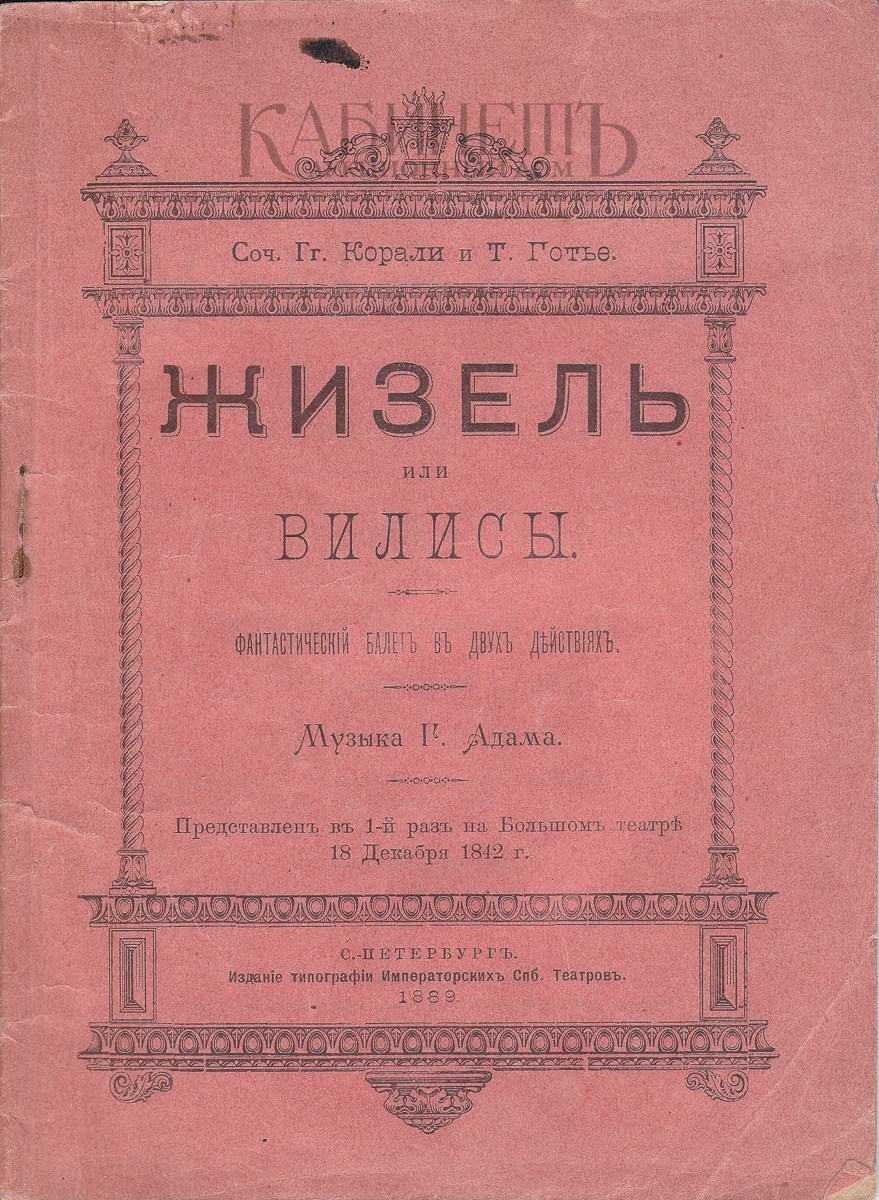 КАБИНЕТЪ
Соч. Гг. Корали и Т. Готье.
ЖИЗЕЛЬ
или
ВИЛИСЫ.
ФАНТАСТИЧЕСКІЙ БАЛЕТЪ ВЪ ДВУХЪ ДѢЙСТВІЯХЪ.
Музыка Г. Адама.
Представленъ въ 1-й разъ на Большомъ театрѣ
18 Декабря 1842 г.
С.-ПЕТЕРБУРГЪ.
Изданіе типографіи Императорскихъ Спб. Театровъ.
1889.